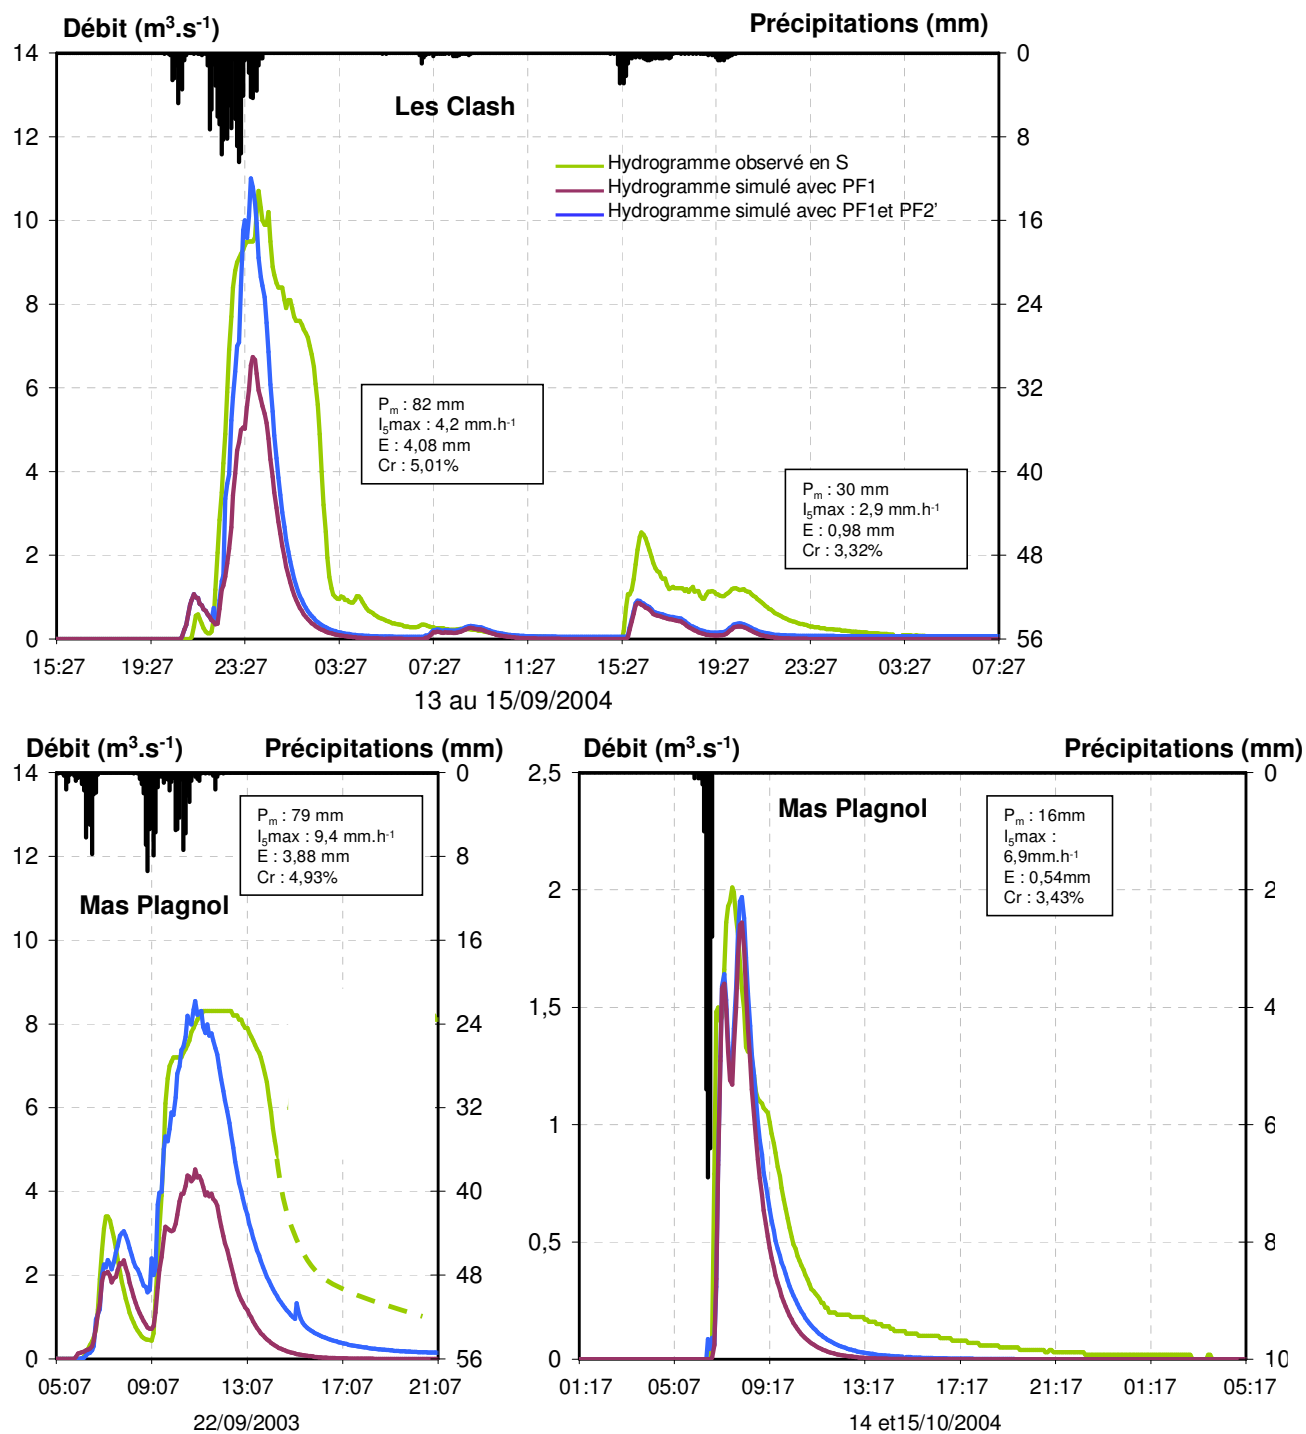 Débit (m³.s⁻¹) Précipitations (mm)
14 0
Les Clash
12 8
Hydrogramme observé en S
Hydrogramme simulé avec PF1
Hydrogramme simulé avec PF1et PF2'
10 16
8 24
6 32
Pm : 82 mm
I5max : 4,2 mm.h⁻¹
E : 4,08 mm
Cr : 5,01%
4 40
Pm : 30 mm
I5max : 2,9 mm.h⁻¹
E : 0,98 mm
Cr : 3,32%
2 48
0 56
15:27 19:27 23:27 03:27 07:27 11:27 15:27 19:27 23:27 03:27 07:27
13 au 15/09/2004
Débit (m³.s⁻¹) Précipitations (mm)
14 0
Pm : 79 mm
I5max : 9,4 mm.h⁻¹
E : 3,88 mm
Cr : 4,93%
12 8
Mas Plagnol
10 16
8 24
6 32
4 40
2 48
0 56
05:07 09:07 13:07 17:07 21:07
22/09/2003
Débit (m³.s⁻¹) Précipitations (mm)
2,5 0
Mas Plagnol
Pm : 16mm
I5max :
6,9mm.h⁻¹
E : 0,54mm
Cr : 3,43%
2 2
1,5 4
1 6
0,5 8
0 10
01:17 05:17 09:17 13:17 17:17 21:17 01:17 05:17
14 et15/10/2004